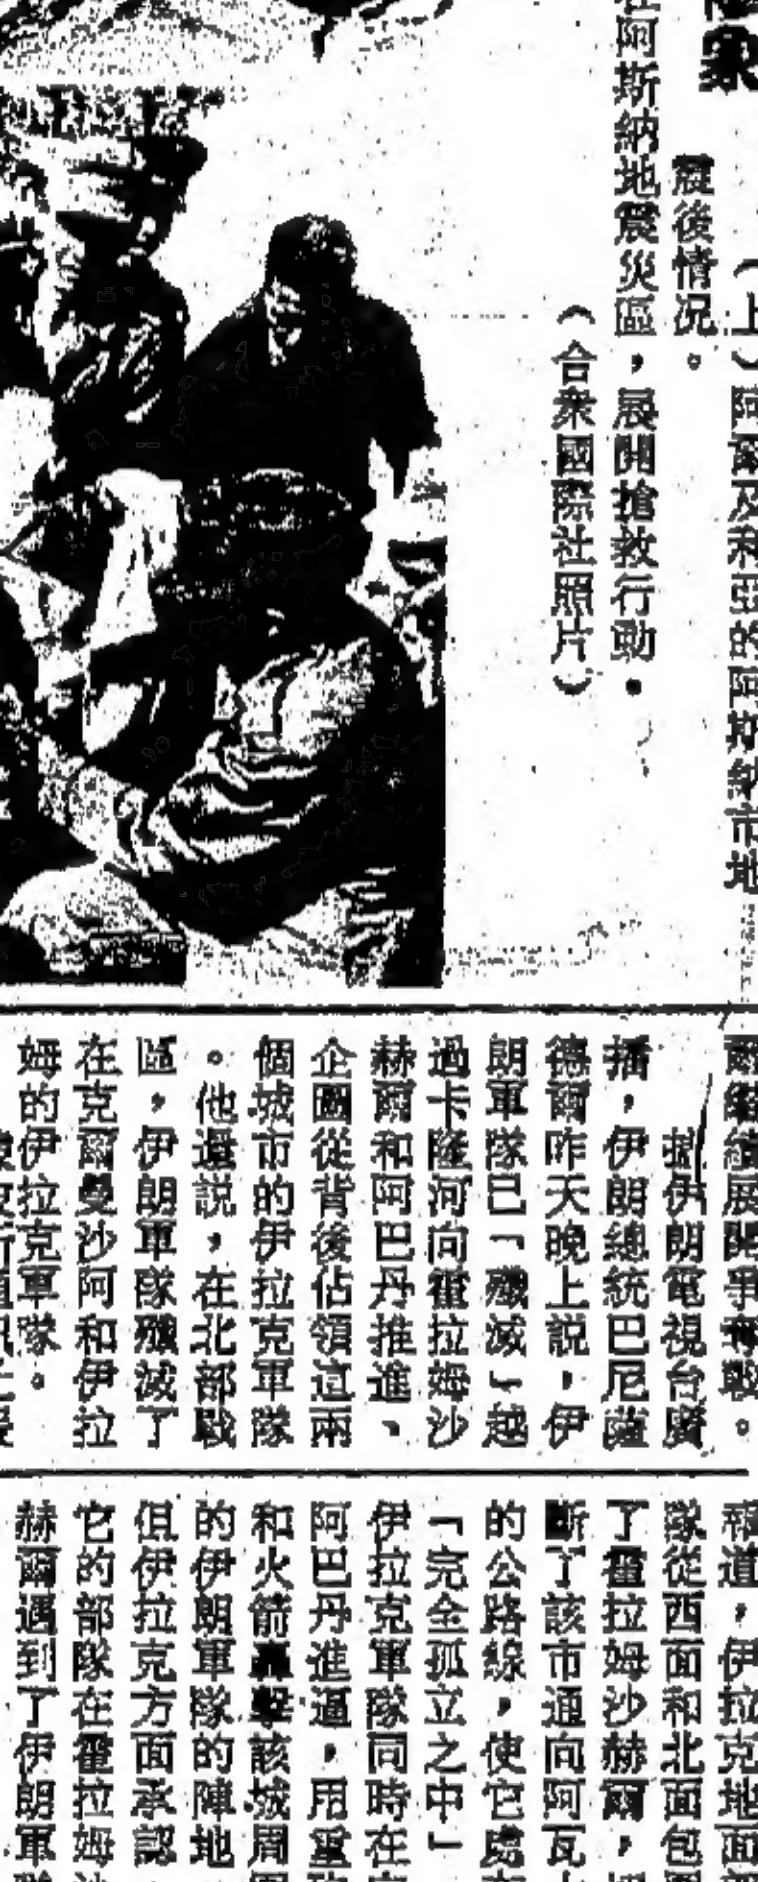 家
（上）阿爾及利亞的阿斯納市地
震後情况。
阿斯納地震災區，展開搶救行動。
（合衆國際社照片）
爾繼續展開爭奪戰。
據伊朗電視台廣
播，伊朗總統巴尼薩
德爾昨天晚上説，伊
朗軍隊已「殲滅」越
過卡隆河向霍拉姆沙
赫爾和阿巴丹推進、
企圖從背後佔領這兩
個城市的伊拉克軍隊
。他還説，在北部戰
區，伊朗軍隊殲滅了
在克爾曼沙阿和伊拉
姆的伊拉克軍隊。
報道，伊拉克地面部
隊從西面和北面包圍
了霍拉姆沙赫爾，切
斷了該市通向阿瓦
的公路線，使它處
「完全孤立之中」
伊拉克軍隊同時在
阿巴丹進逼，用重
和火箭轟擊該城周
的伊朗軍隊的陣地
但伊拉克方面承認，
它的部隊在霍拉姆
赫爾遇到了伊朗軍